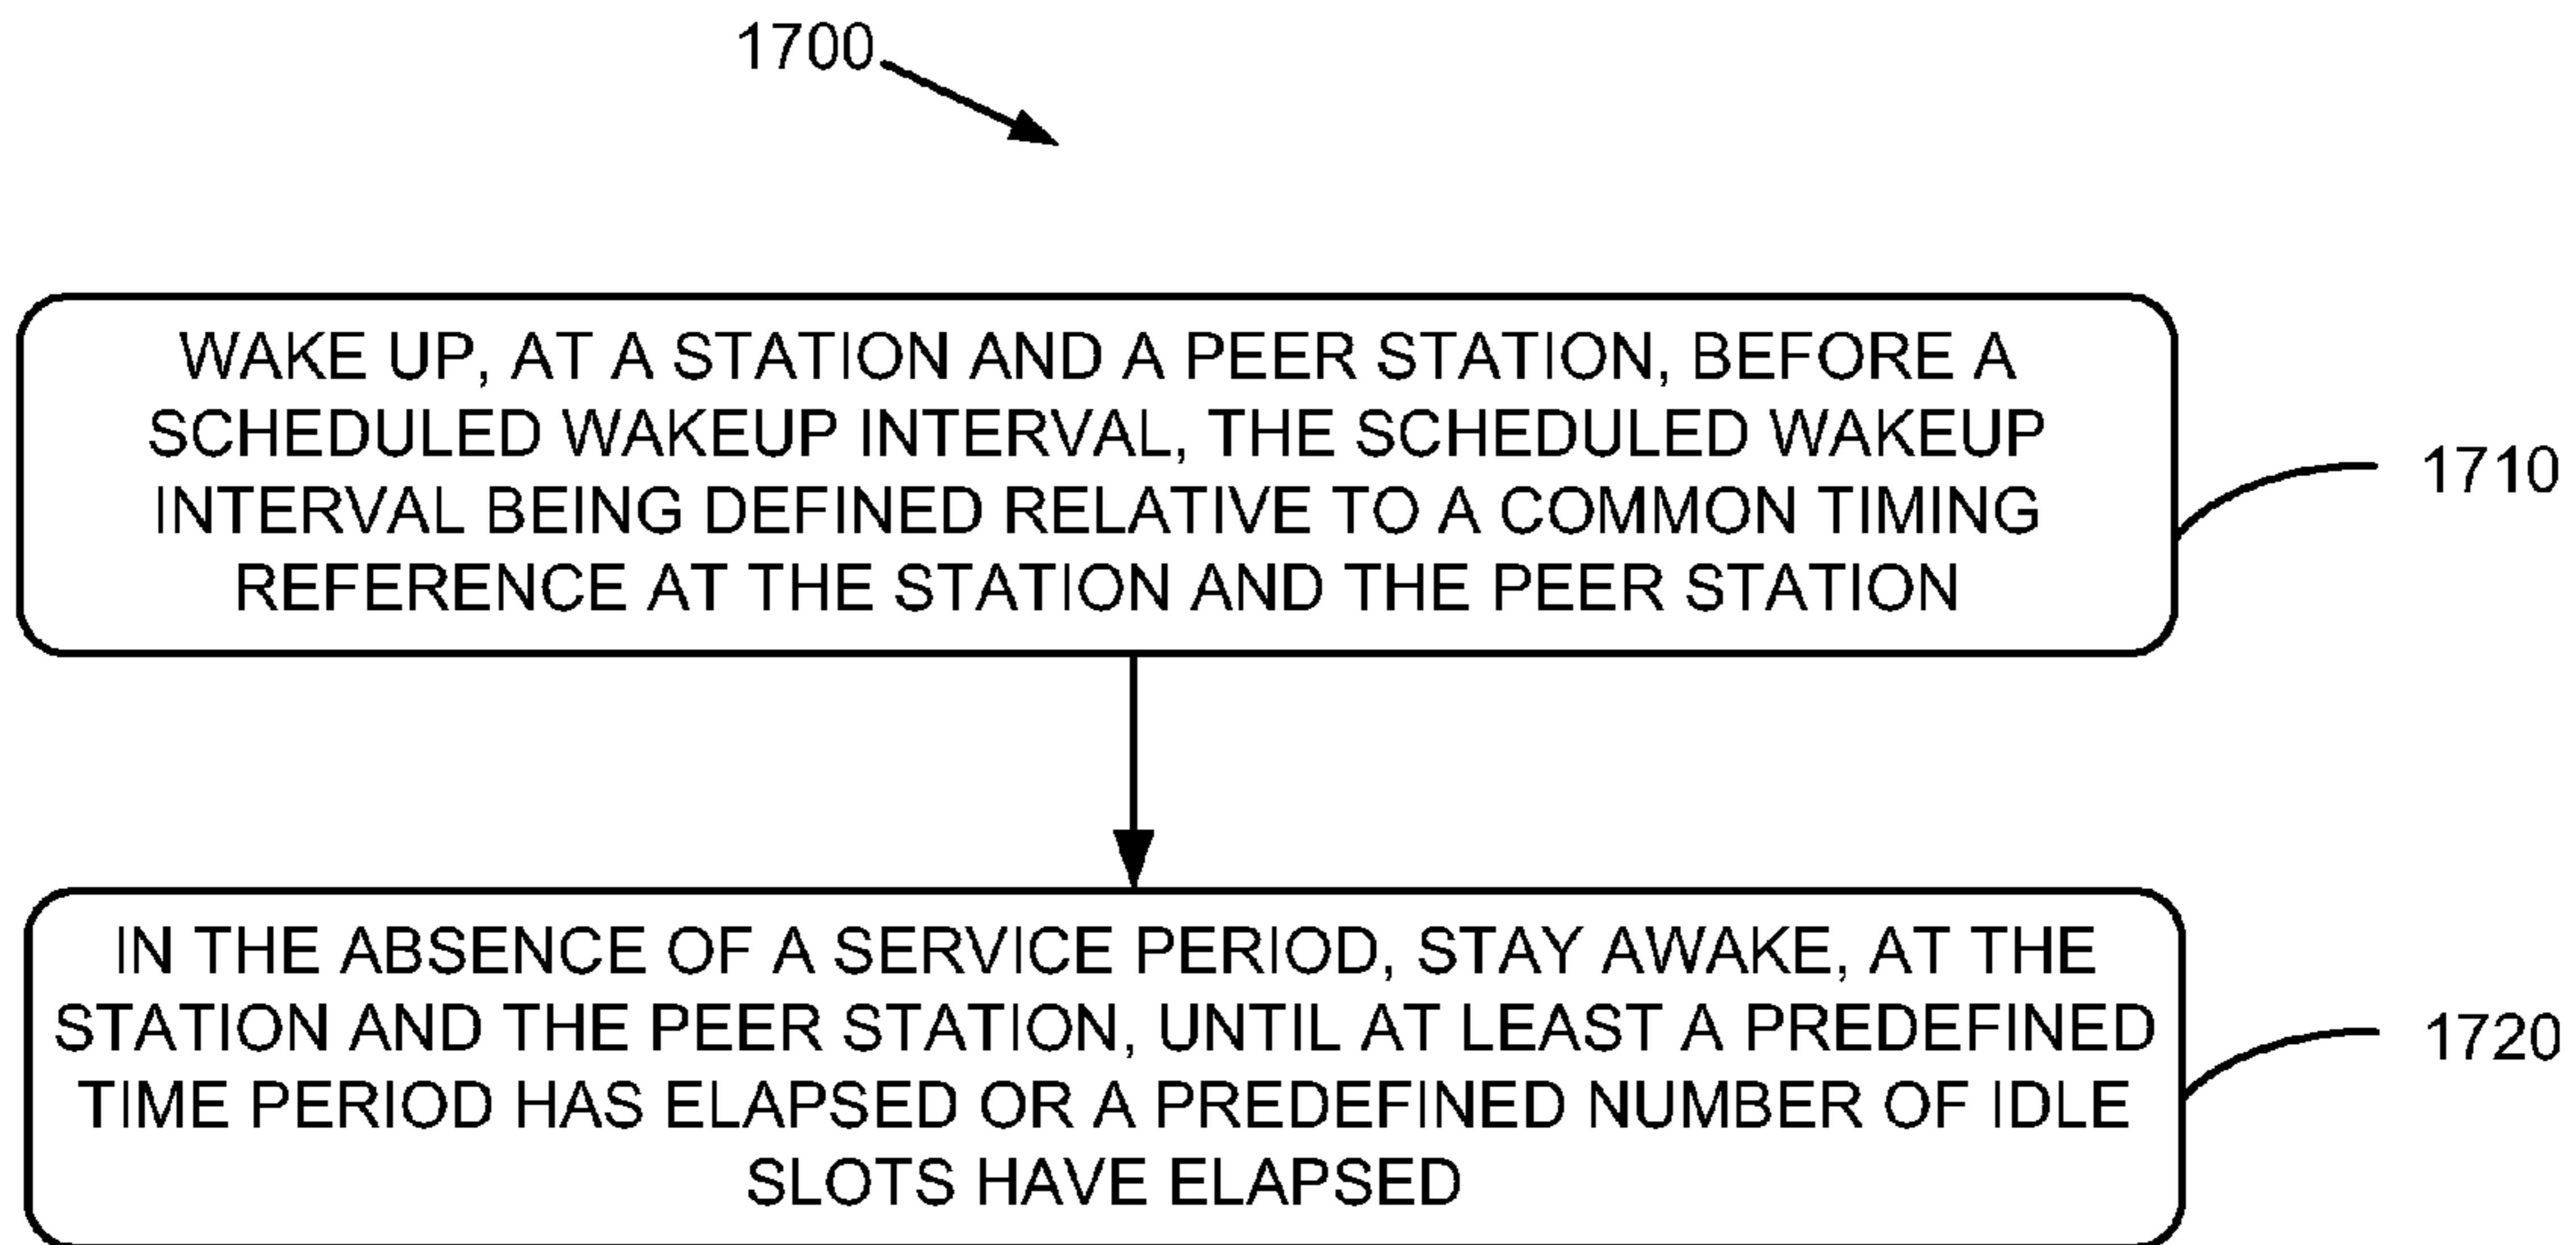 1700
WAKE UP, AT A STATION AND A PEER STATION, BEFORE A
SCHEDULED WAKEUP INTERVAL, THE SCHEDULED WAKEUP
INTERVAL BEING DEFINED RELATIVE TO A COMMON TIMING
REFERENCE AT THE STATION AND THE PEER STATION
1710
IN THE ABSENCE OF A SERVICE PERIOD, STAY AWAKE, AT THE
STATION AND THE PEER STATION, UNTIL AT LEAST A PREDEFINED
TIME PERIOD HAS ELAPSED OR A PREDEFINED NUMBER OF IDLE
SLOTS HAVE ELAPSED
1720